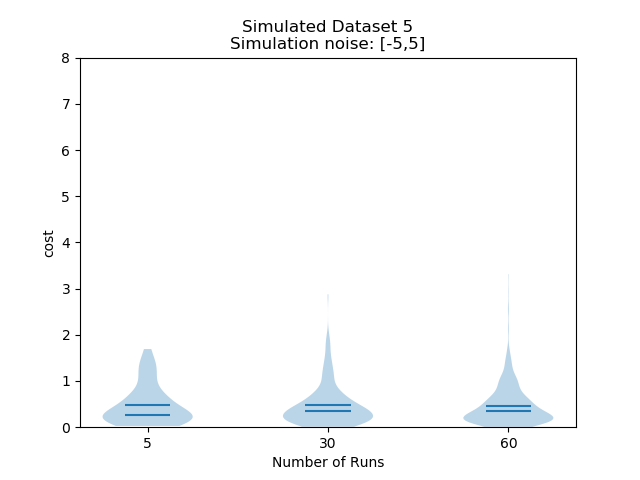 Simulated Dataset 5
Simulation noise: [-5,5]
8
7
6
5
4
3
2
1
0
cost
5 30 60
Number of Runs